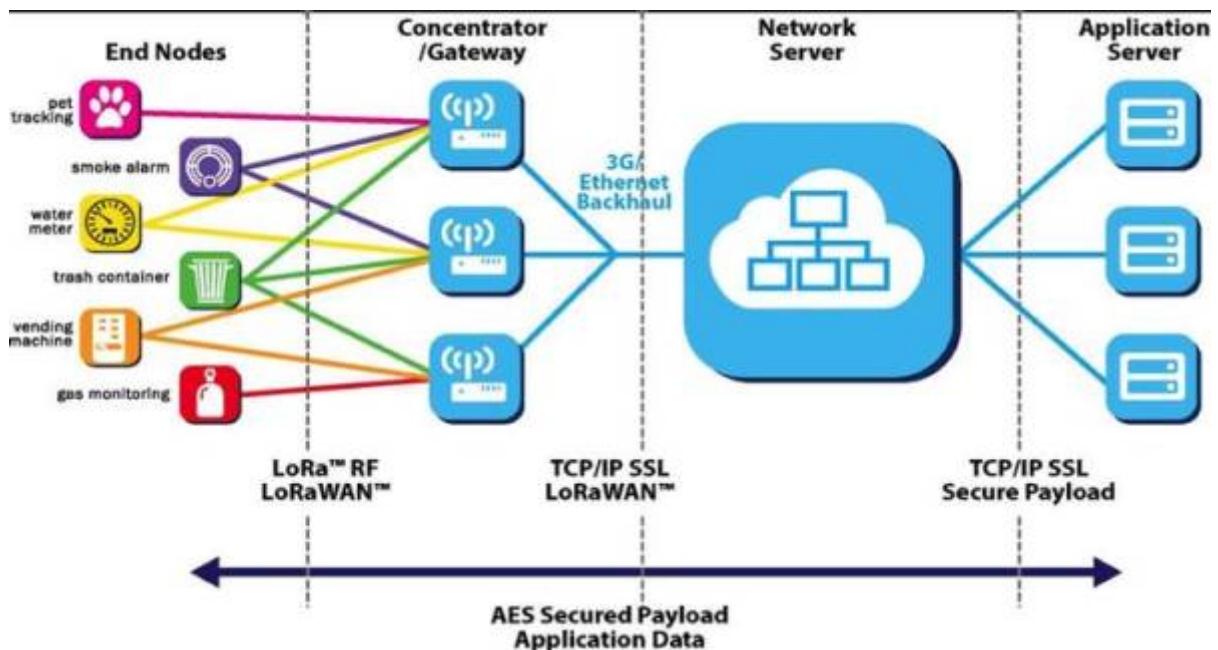 End Nodes
Concentrator
/Gateway
Network
Server
Application
Server
pet
tracking
smoke alarm
water
meter
trash container
vending
machine
gas monitoring
3G/
Ethernet
Backhaul
LoRa™ RF
LoRaWAN™
TCP/IP SSL
LoRaWAN™
TCP/IP SSL
Secure Payload
AES Secured Payload
Application Data